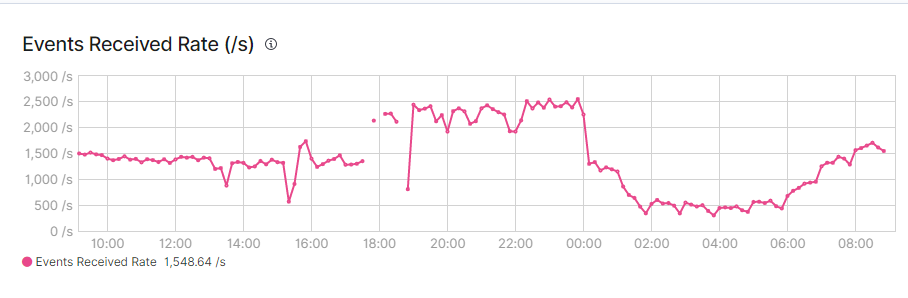 Events Received Rate (/s)
3,000 /s
2,500 /s
2,000 /s
1,500 /s
1,000 /s
500 /s
0 /s
10:00 12:00 14:00 16:00 18:00 20:00 22:00 00:00 02:00 04:00 06:00 08:00
Events Received Rate 1,548.64 /s